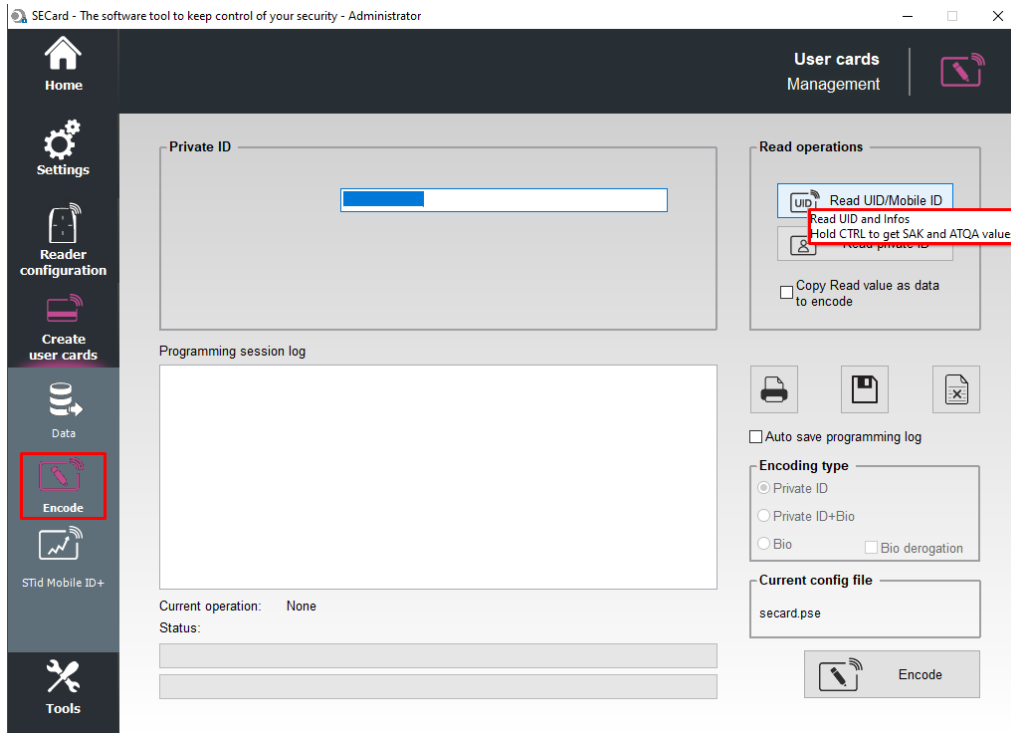 SECard - The software tool to keep control of your security - Administrator
Home
User cards
Management
Settings
Reader
configuration
Create
user cards
Data
Encode
STid Mobile ID+
Tools
Private ID
Read operations
UID
Read UID/Mobile ID
Read UID and Infos
Hold CTRL to get SAK and ATQA value
Read private ID
Copy Read value as data
to encode
Programming session log
Auto save programming log
Encoding type
Private ID
Private ID+Bio
Bio
Bio derogation
Current config file
secard.pse
Current operation: None
Status:
Encode